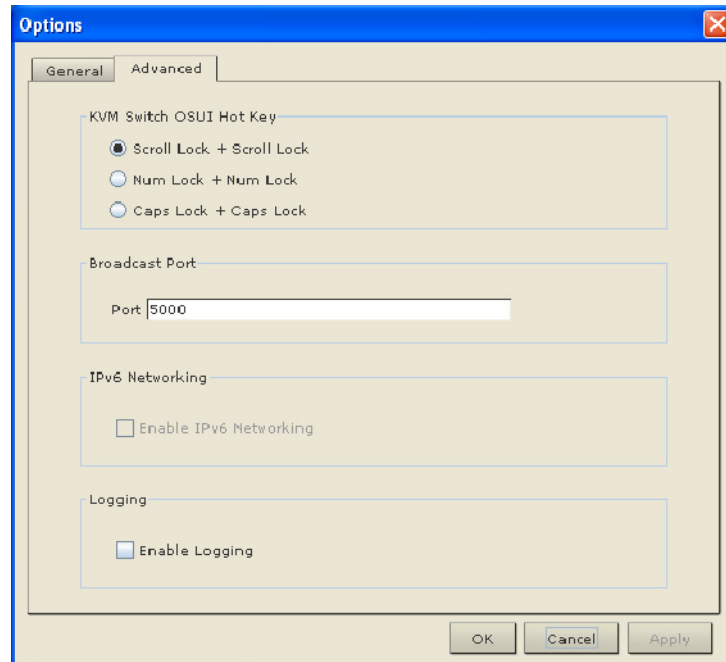 Options
General
Advanced
KVM Switch OSUI Hot Key
Scroll Lock + Scroll Lock
Num Lock + Num Lock
Caps Lock + Caps Lock
Broadcast Port
Port 5000
IPv6 Networking
Enable IPv6 Networking
Logging
Enable Logging
OK Cancel Apply